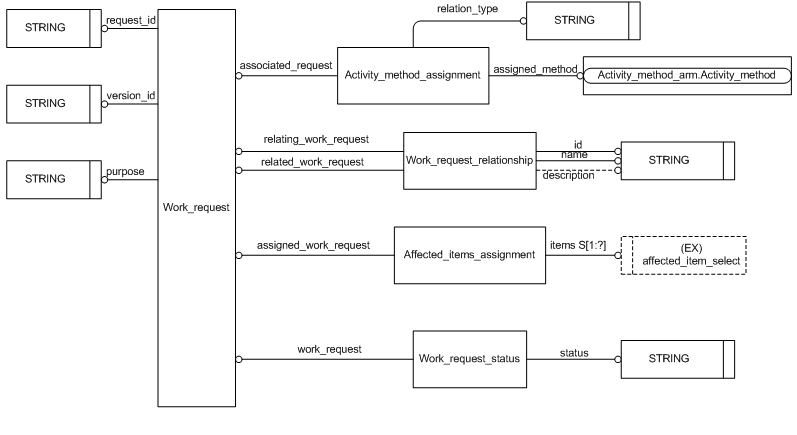 relation_type
STRING
request_id
STRING
associated_request
Activity_method_assignment
assigned_method
Activity_method_arm.Activity_method
STRING
version_id
relating_work_request
related_work_request
Work_request_relationship
id
name
description
STRING
STRING
purpose
Work_request
assigned_work_request
Affected_items_assignment
items S[1:?]
(EX)
affected_item_select
work_request
Work_request_status
status
STRING